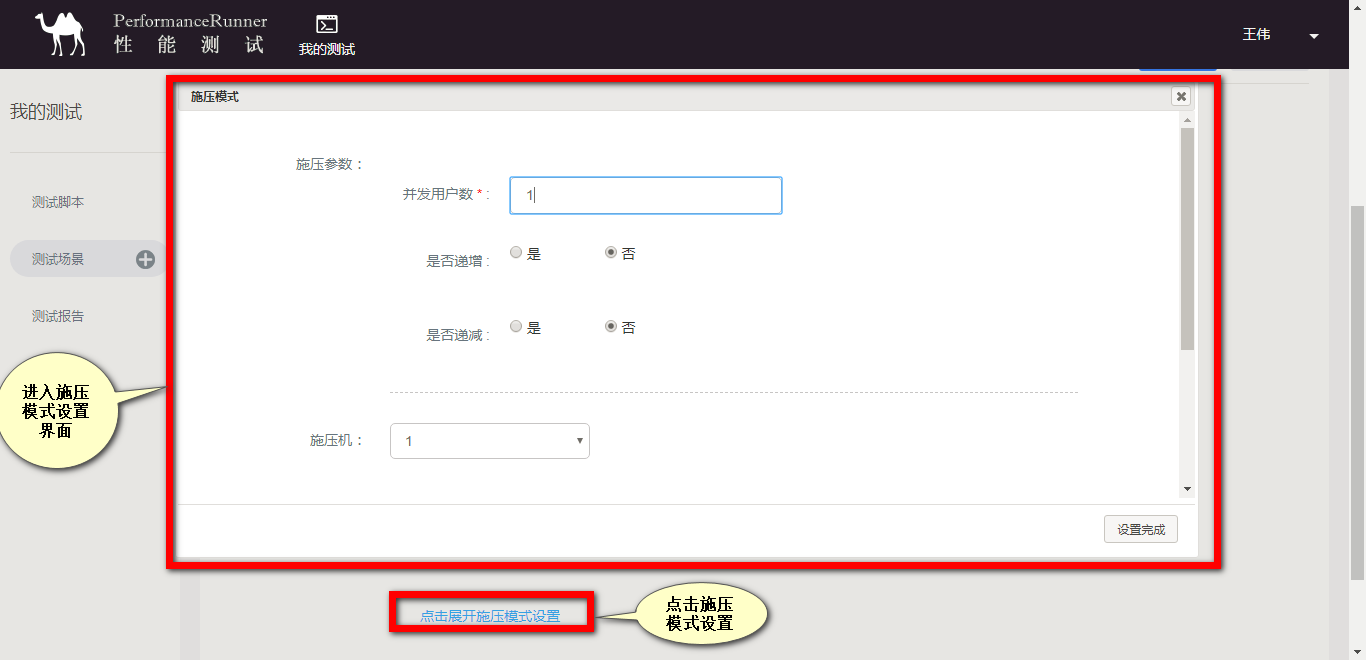 PerformanceRunner
性能测试
我的测试
王伟
我的测试
施压模式
施压参数：
并发用户数 * :
1
测试脚本
是否递增 :
是
否
测试场景
测试报告
是否递减 :
是
否
进入施压
模式设置
界面
施压机：
1
设置完成
点击展开施压模式设置
点击施压
模式设置